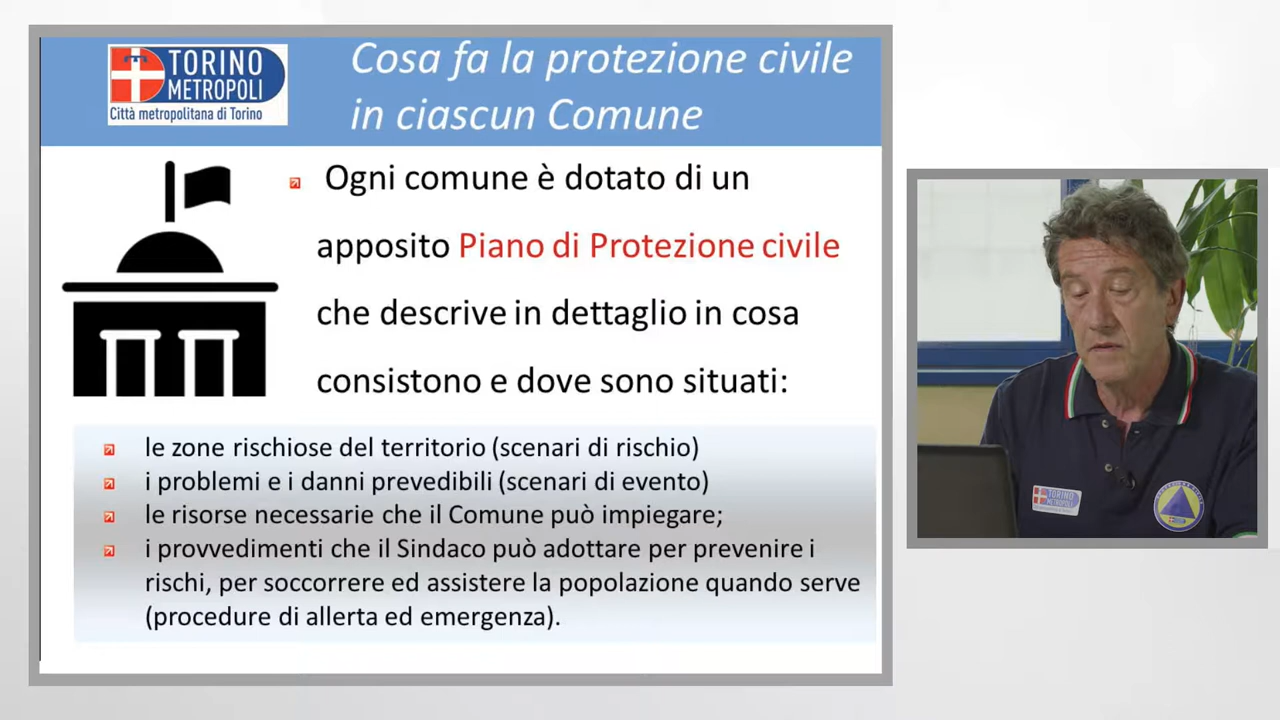 TORINO
METROPOLI
Città metropolitana di Torino
Cosa fa la protezione civile
in ciascun Comune
Ogni comune è dotato di un
apposito Piano di Protezione civile
che descrive in dettaglio in cosa
consistono e dove sono situati:
le zone rischiose del territorio (scenari di rischio)
i problemi e i danni prevedibili (scenari di evento)
le risorse necessarie che il Comune può impiegare;
i provvedimenti che il Sindaco può adottare per prevenire i
rischi, per soccorrere ed assistere la popolazione quando serve
(procedure di allerta ed emergenza).
TORINO
METROPOLI